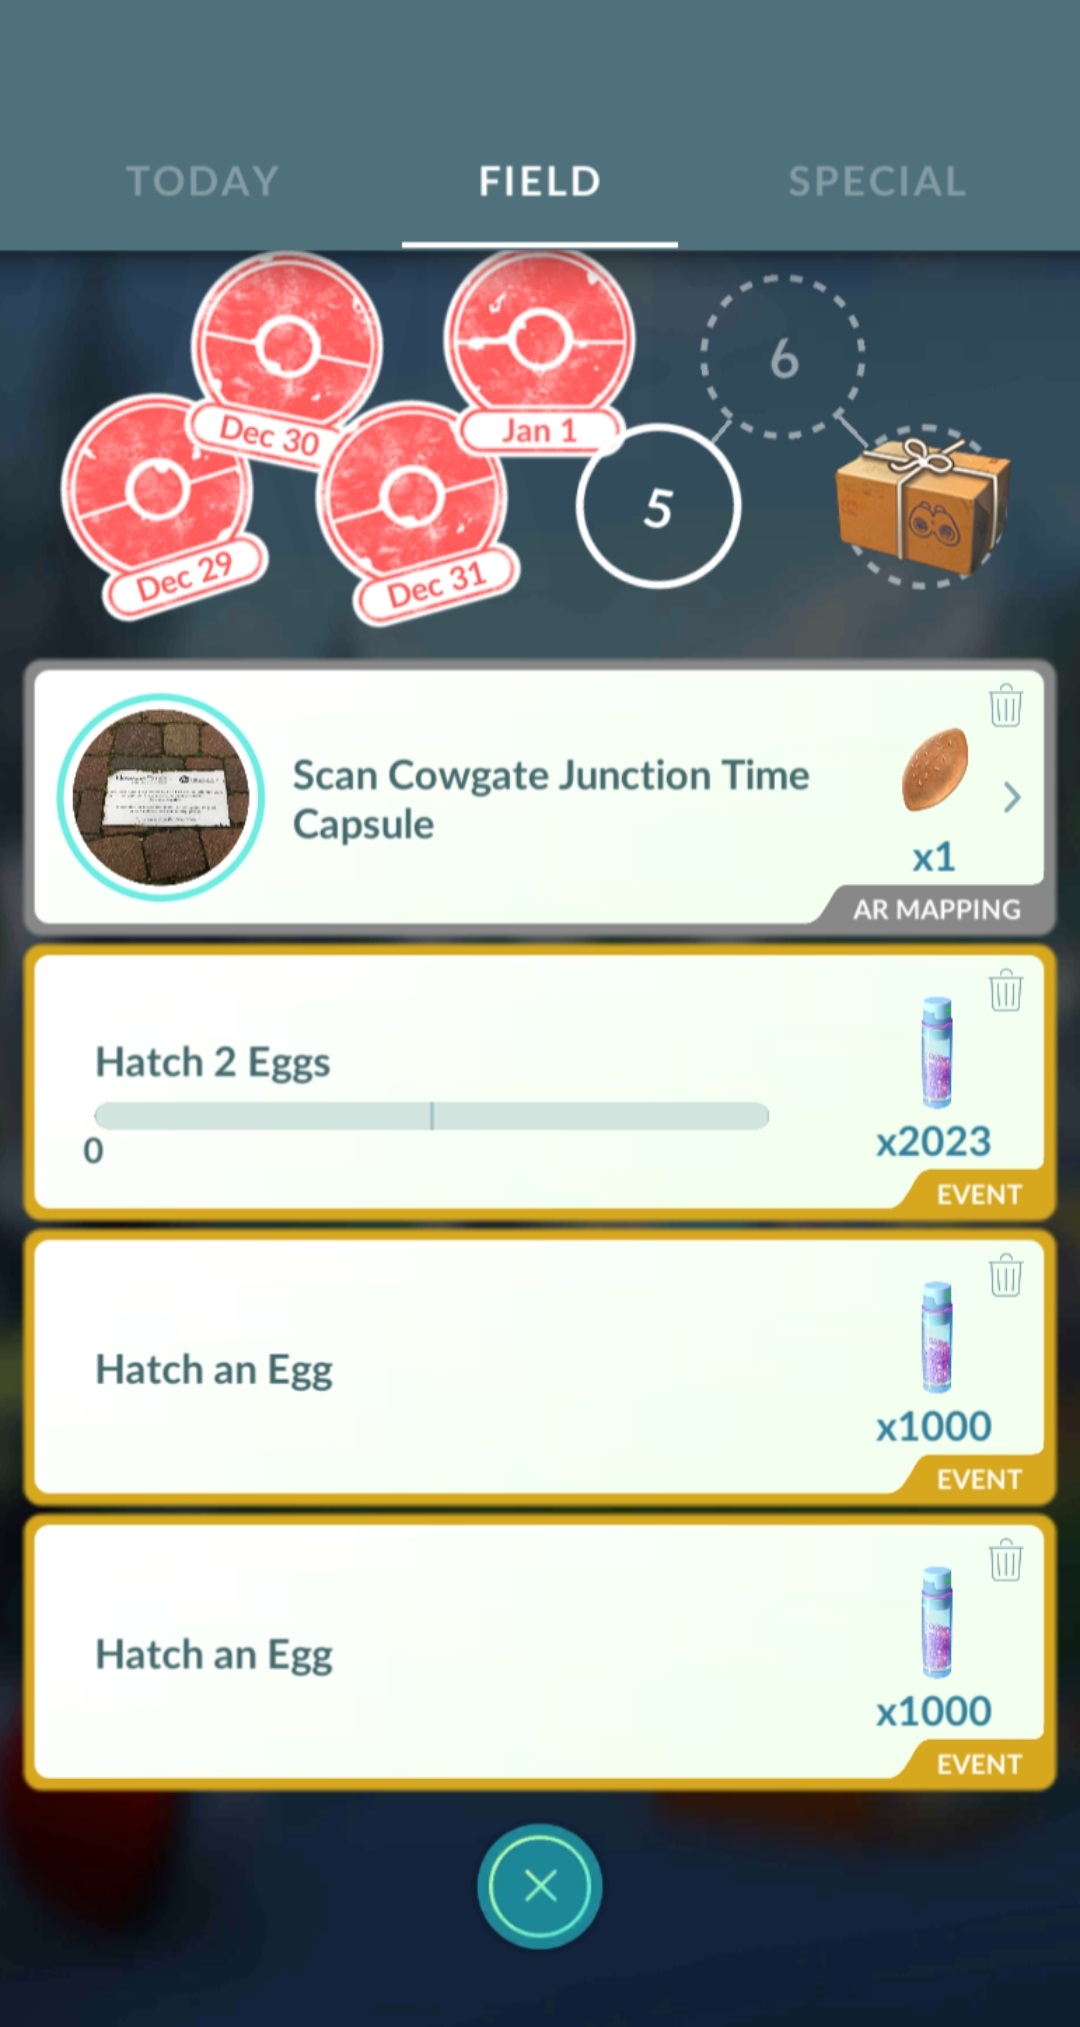 TODAY
FIELD
SPECIAL
Dec 30
Jan 1
6
Dec 29
Dec 31
5
Scan Cowgate Junction Time
Capsule
x1
AR MAPPING
Hatch 2 Eggs
0
x2023
EVENT
Hatch an Egg
x1000
EVENT
Hatch an Egg
x1000
EVENT